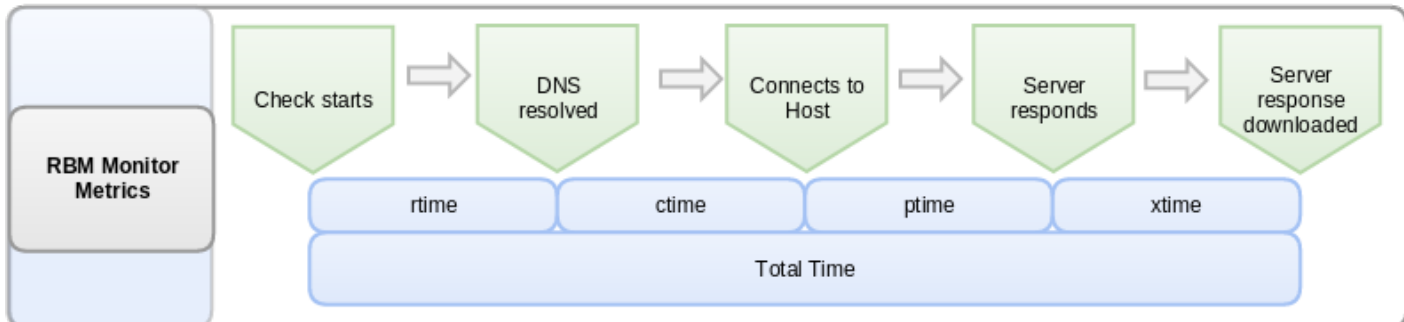 RBM Monitor
Metrics
Check starts
DNS
resolved
Connects to
Host
Server
responds
Server
response
downloaded
rtime
ctime
ptime
xtime
Total Time